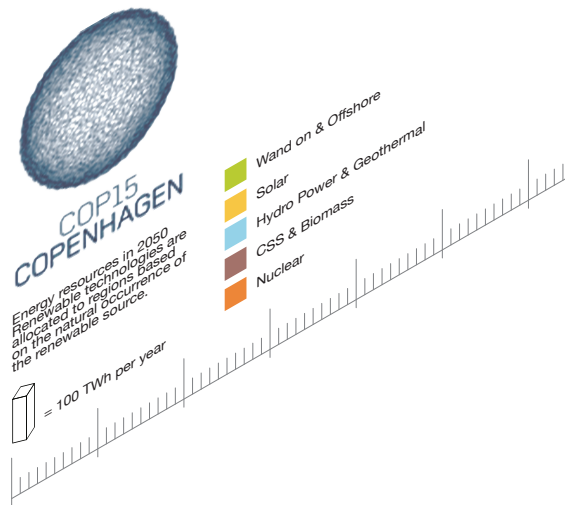 COP15
COPENHAGEN
Wand on & Offshore
Solar
Hydro Power & Geothermal
CSS & Biomass
Nuclear
Energy resources in 2050
Renewable technologies are
allocated to regions based
on the natural occurrence of
the renewable source.
= 100 TWh per year